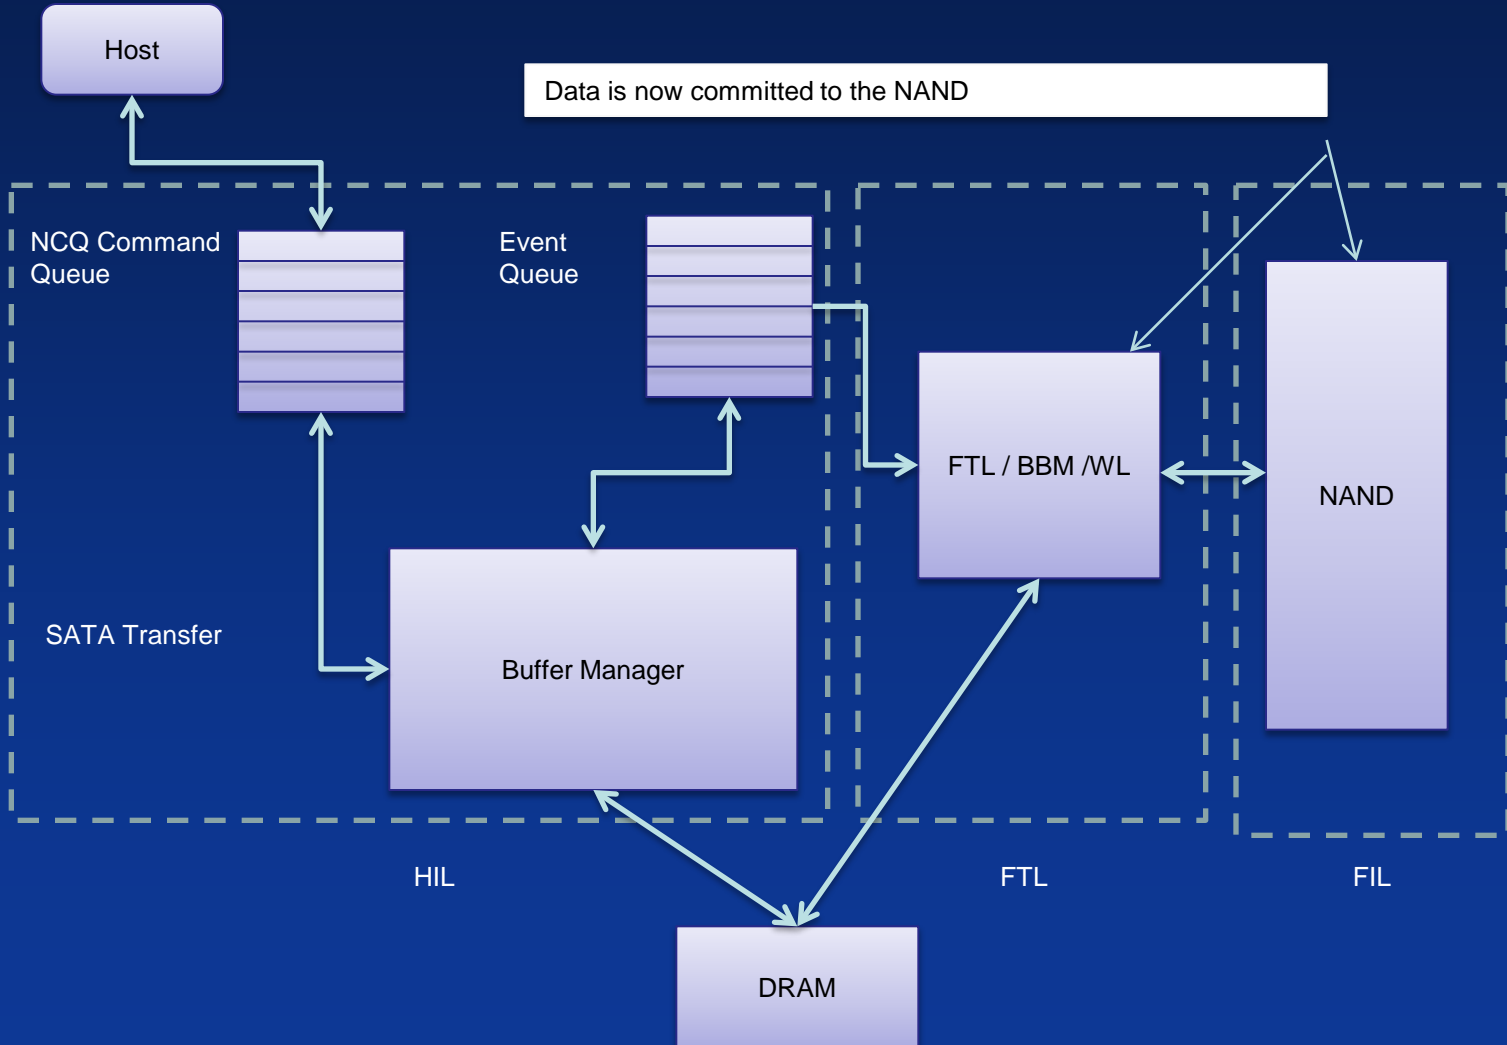 Host
Data is now committed to the NAND
NCQ Command
Queue
Event
Queue
FTL / BBM /WL
NAND
SATA Transfer
Buffer Manager
HIL
FTL
FIL
DRAM